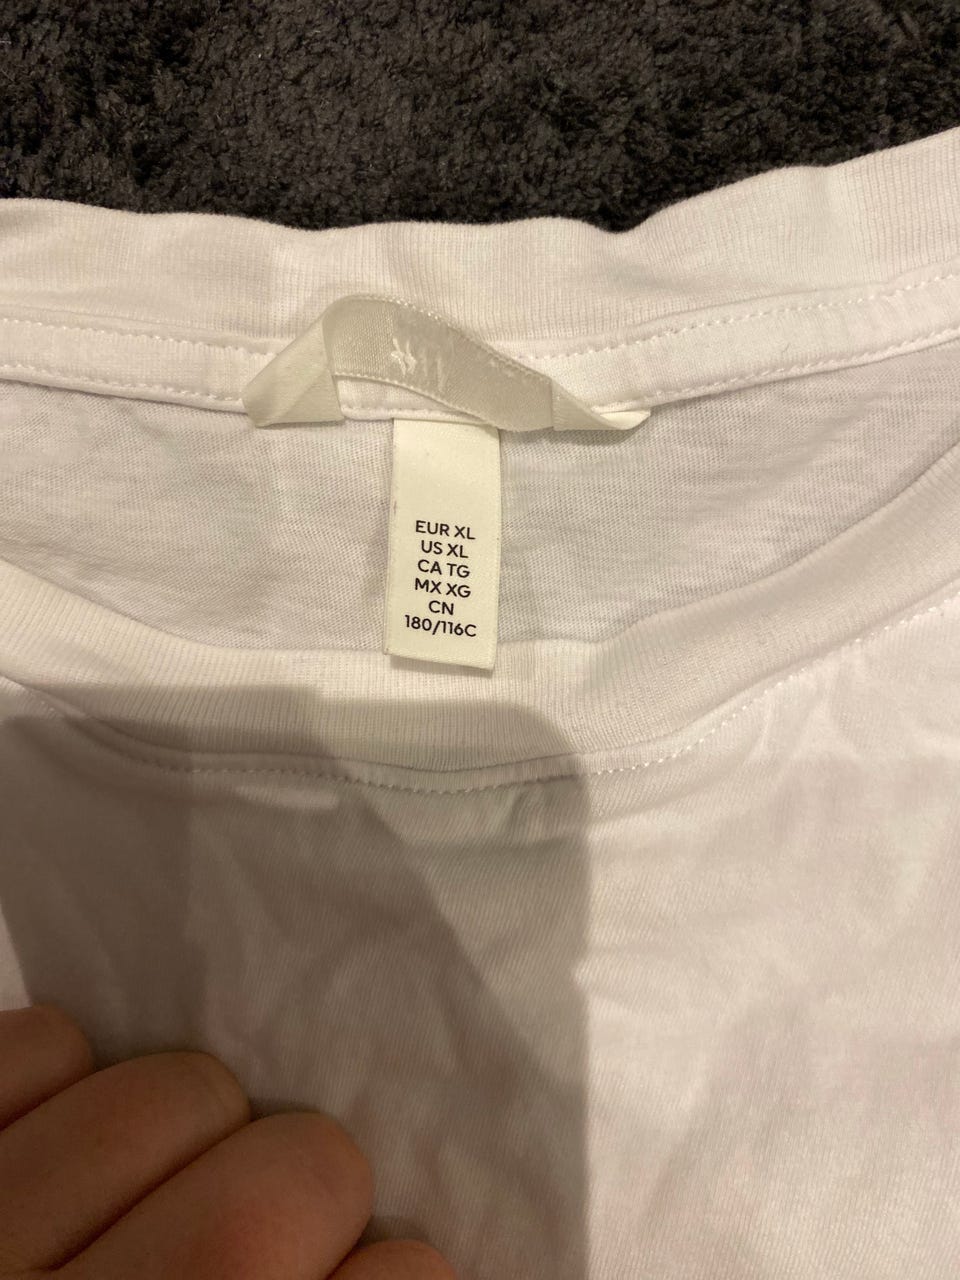 EUR XL
US XL
CA TG
MX XG
CN
180/116C